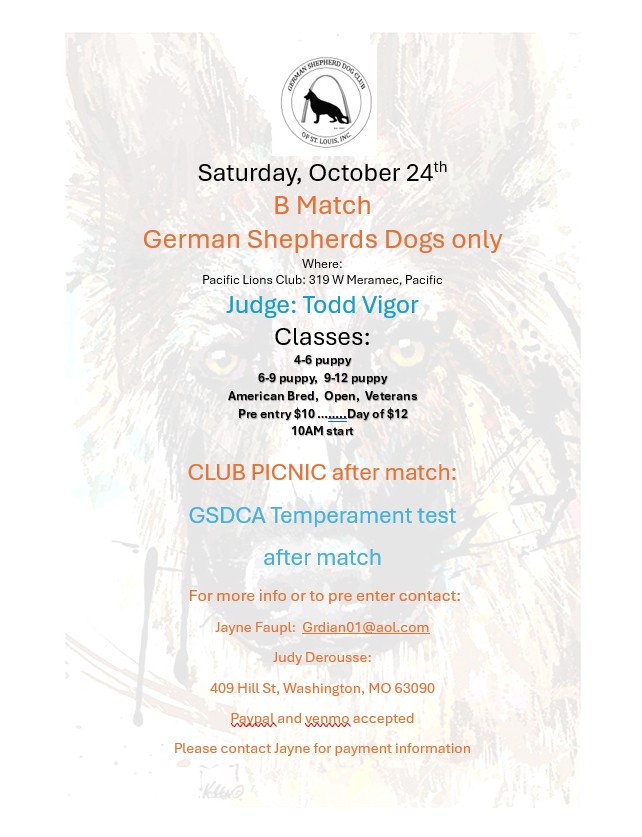 GERMAN SHEPHERD DOG CLUB
OF ST. LOUIS, INC.
Saturday, October 24th
B Match
German Shepherds Dogs only
Where:
Pacific Lions Club: 319 W Meramec, Pacific
Judge: Todd Vigor
Classes:
4-6 puppy
6-9 puppy, 9-12 puppy
American Bred, Open, Veterans
Pre entry $10 ........Day of $12
10AM start
CLUB PICNIC after match:
GSDCA Temperament test
after match
For more info or to pre enter contact:
Jayne Faupl: Grdian01@aol.com
Judy Derousse:
409 Hill St, Washington, MO 63090
Paypal and venmo accepted
Please contact Jayne for payment information